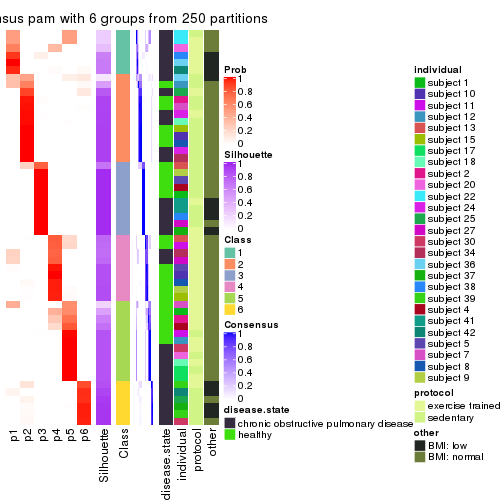 sus pam with 6 groups from 250 partitions
p1
p2
p3
p4
p5
p6
Silhouette
Class
disease.state
individual
protocol
other
Prob
1
0.8
0.6
0.4
0.2
0
Silhouette
1
0.8
0.6
0.4
0.2
0
Class
1
2
3
4
5
6
Consensus
1
0.8
0.6
0.4
0.2
0
disease.state
chronic obstructive pulmonary disease
healthy
individual
subject 1
subject 10
subject 11
subject 12
subject 13
subject 15
subject 17
subject 18
subject 2
subject 20
subject 22
subject 24
subject 25
subject 27
subject 30
subject 34
subject 36
subject 37
subject 38
subject 39
subject 4
subject 41
subject 42
subject 5
subject 7
subject 8
subject 9
protocol
exercise trained
sedentary
other
BMI: low
BMI: normal